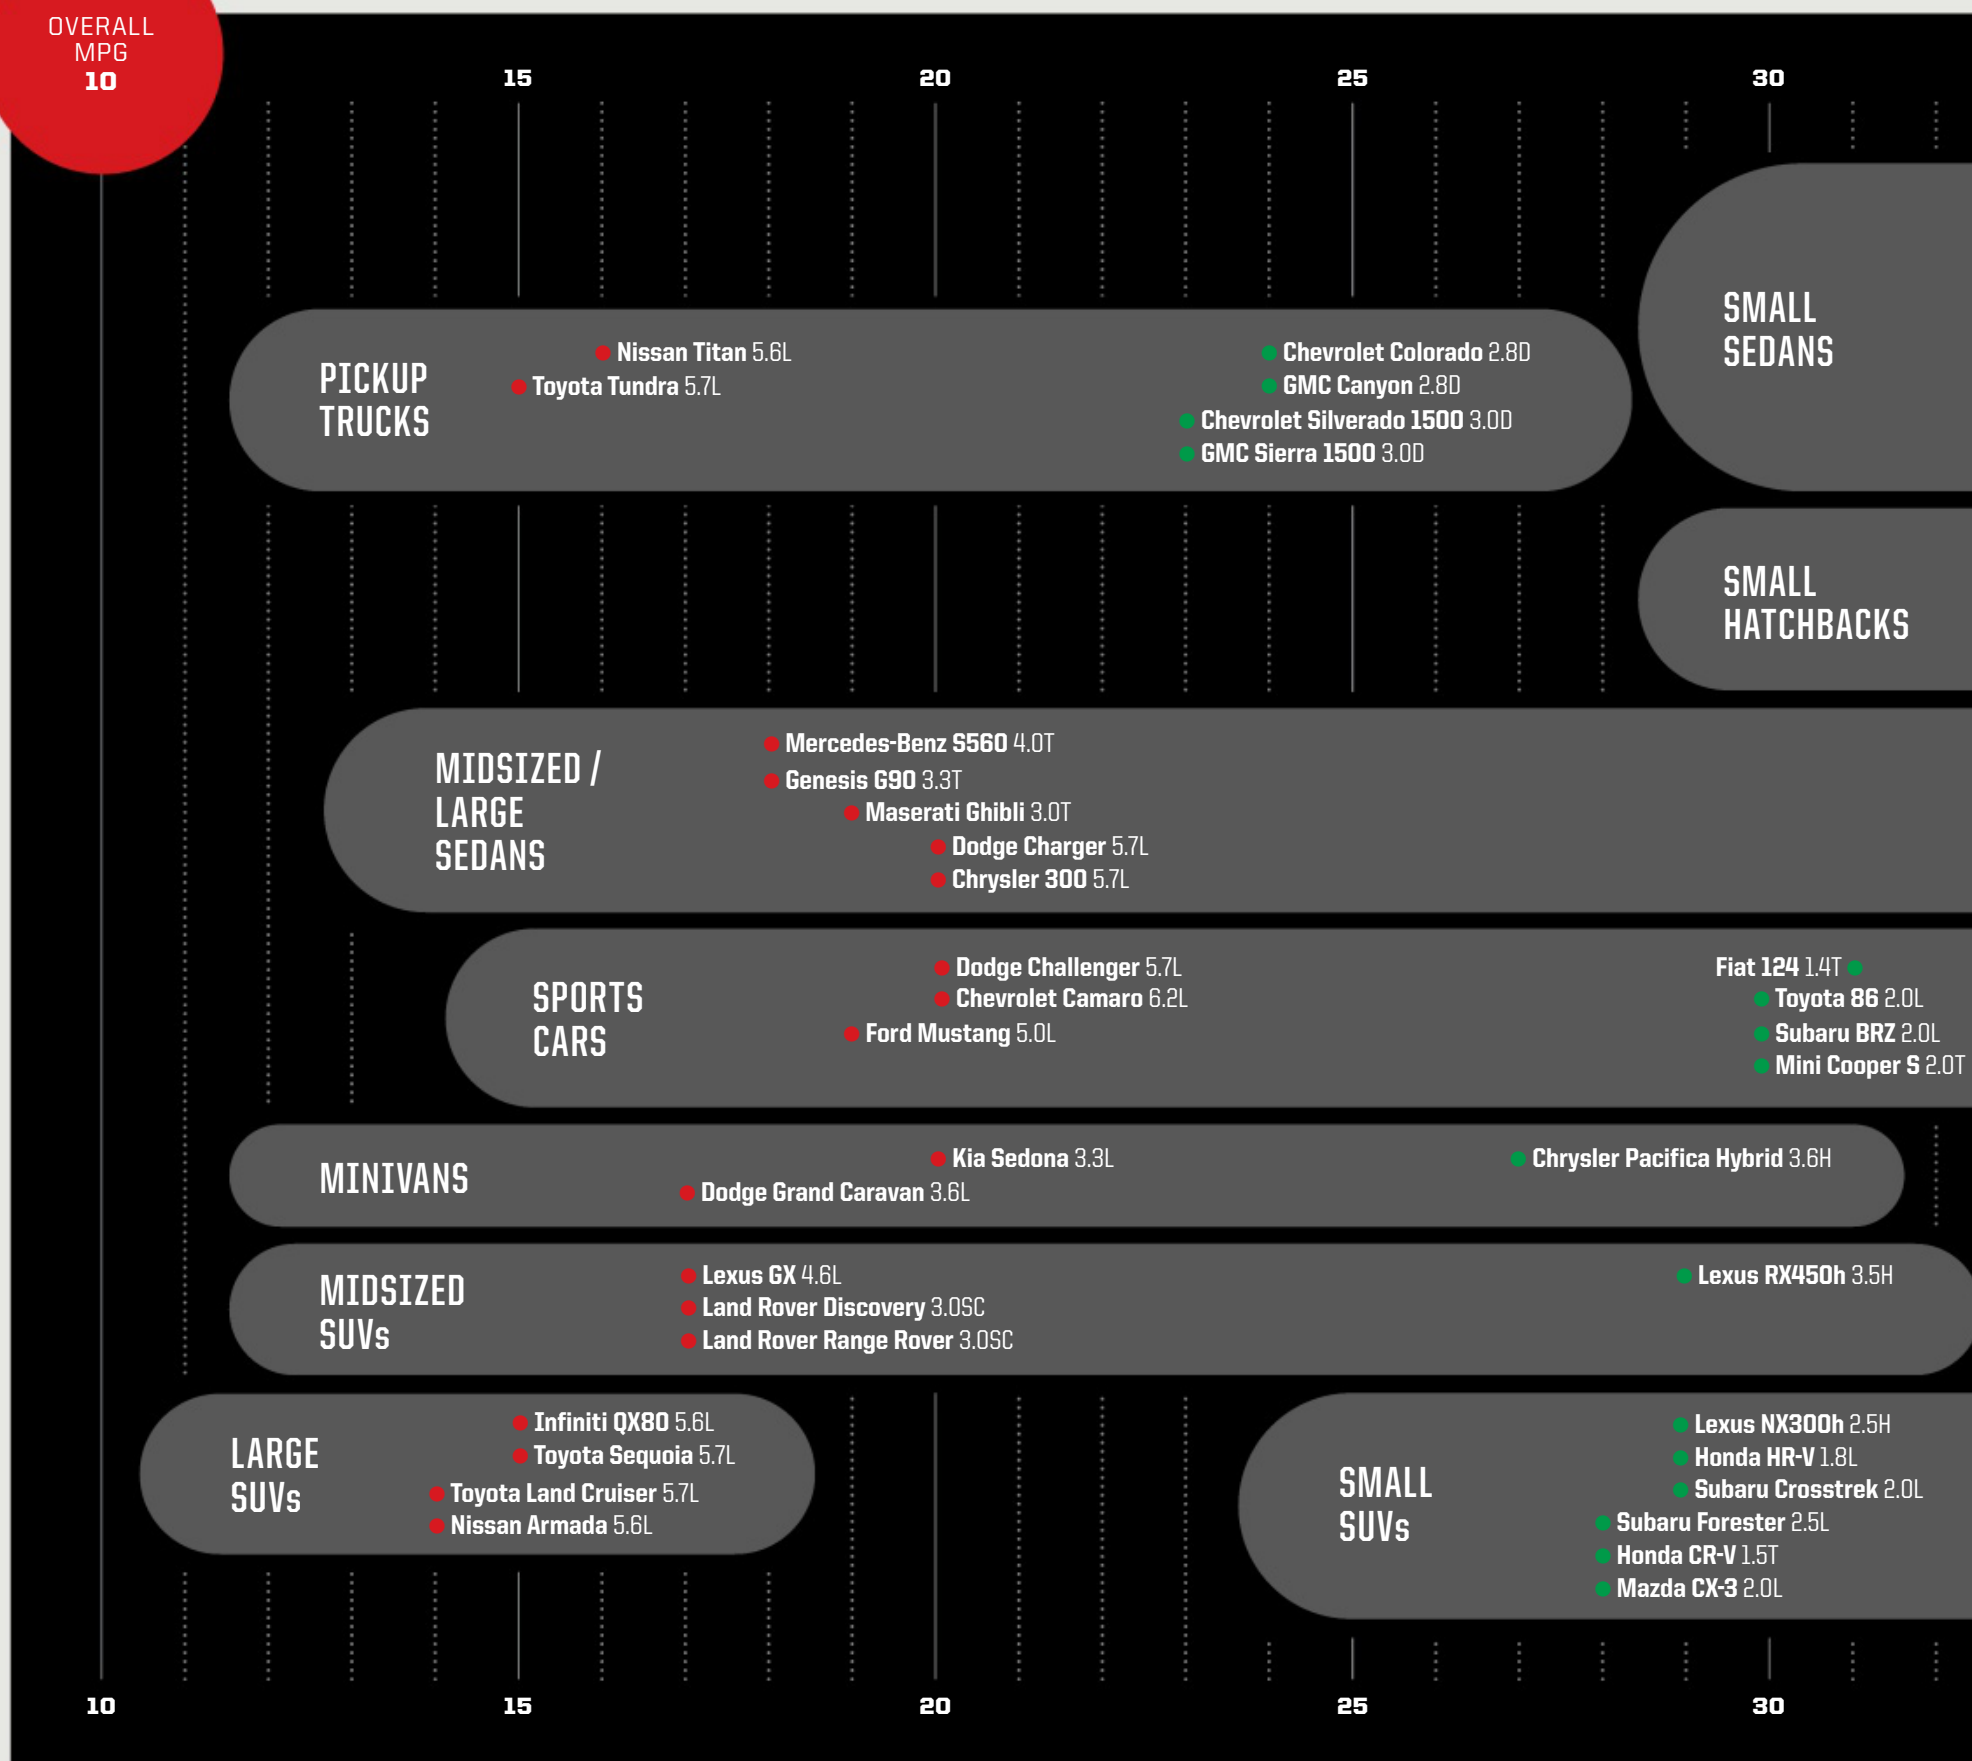 OVERALL
MPG
10
15
20
25
30
PICKUP
TRUCKS
Nissan Titan 5.6L
Toyota Tundra 5.7L
Chevrolet Colorado 2.8D
GMC Canyon 2.8D
Chevrolet Silverado 1500 3.0D
GMC Sierra 1500 3.0D
SMALL
SEDANS
SMALL
HATCHBACKS
MIDSIZED /
LARGE
SEDANS
Mercedes-Benz S560 4.0T
Genesis G90 3.3T
Maserati Ghibli 3.0T
Dodge Charger 5.7L
Chrysler 300 5.7L
SPORTS
CARS
Dodge Challenger 5.7L
Chevrolet Camaro 6.2L
Ford Mustang 5.0L
Fiat 124 1.4T
Toyota 86 2.0L
Subaru BRZ 2.0L
Mini Cooper S 2.0T
MINIVANS
Kia Sedona 3.3L
Dodge Grand Caravan 3.6L
Chrysler Pacifica Hybrid 3.6H
MIDSIZED
SUVs
Lexus GX 4.6L
Land Rover Discovery 3.0SC
Land Rover Range Rover 3.0SC
Lexus RX450h 3.5H
LARGE
SUVs
Infiniti QX80 5.6L
Toyota Sequoia 5.7L
Toyota Land Cruiser 5.7L
Nissan Armada 5.6L
SMALL
SUVs
Lexus NX300h 2.5H
Honda HR-V 1.8L
Subaru Crosstrek 2.0L
Subaru Forester 2.5L
Honda CR-V 1.5T
Mazda CX-3 2.0L
10
15
20
25
30